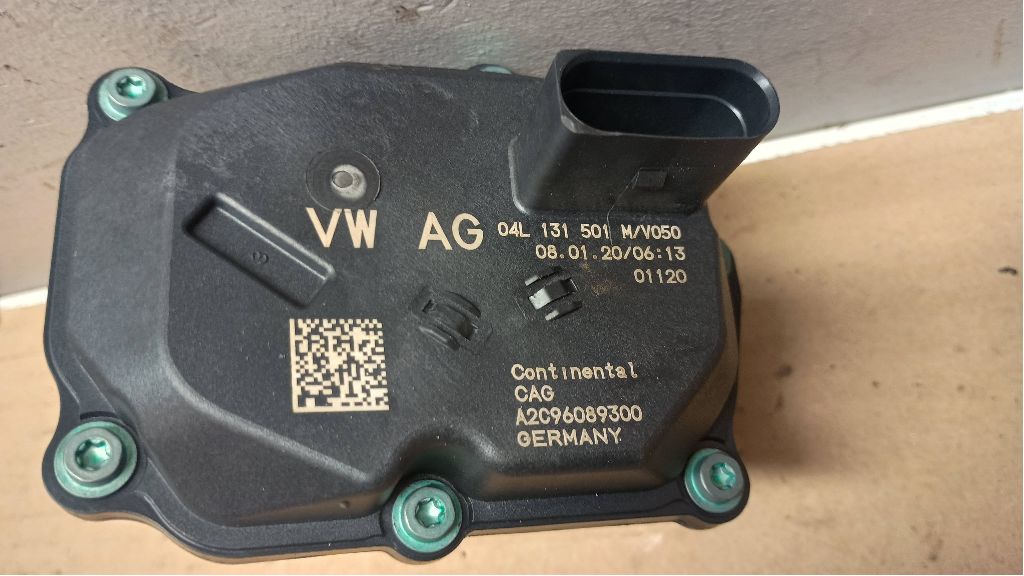 VW AG
04L 131 501 M/V050
08.01.20/06:13
01120
Continental
CAG
A2C96089300
GERMANY